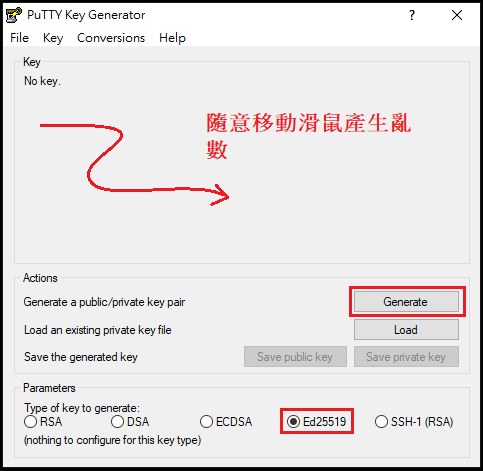 PuTTY Key Generator
File Key Conversions Help
Key
No key.
隨意移動滑鼠產生亂
數
Actions
Generate a public/private key pair Generate
Load an existing private key file Load
Save the generated key Save public key Save private key
Parameters
Type of key to generate:
RSA DSA ECDSA Ed25519 SSH-1 (RSA)
(nothing to configure for this key type)